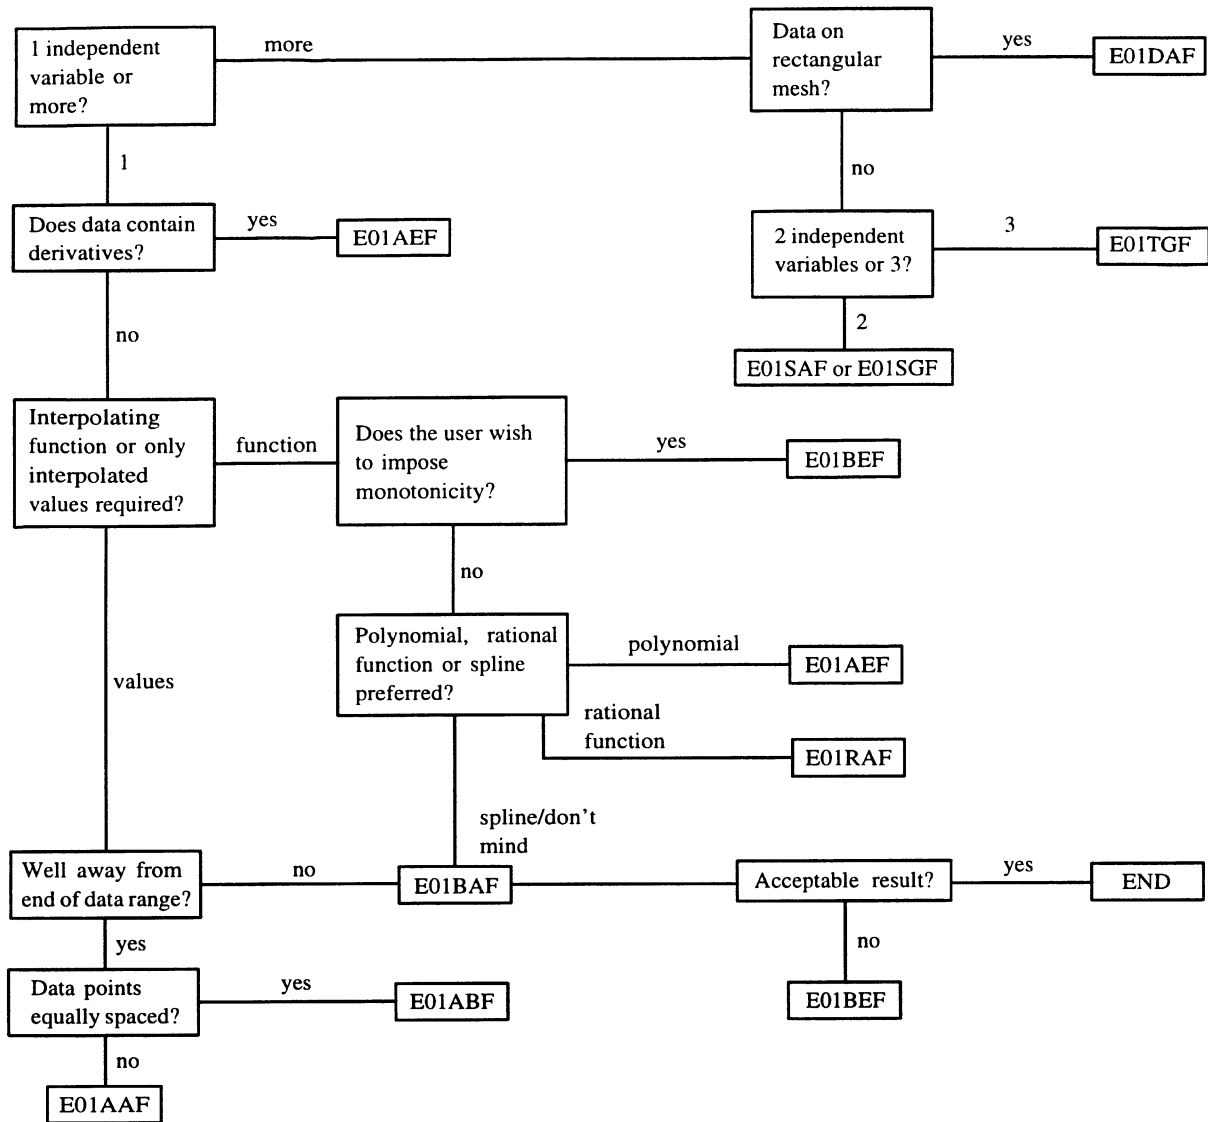 1 independent
variable or
more?
more
Data on
rectangular
mesh?
yes
E01DAF
1
no
Does data contain
derivatives?
yes
E01AEF
2 independent
variables or 3?
3
E01TGF
no
2
E01SAF or E01SGF
Interpolating
function or only
interpolated
values required?
function
Does the user wish
to impose
monotonicity?
yes
E01BEF
no
Polynomial, rational
function or spline
preferred?
polynomial
E01AEF
values
rational
function
E01RAF
spline/don't
mind
Well away from
end of data range?
no
E01BAF
Acceptable result?
yes
END
yes
no
Data points
equally spaced?
yes
E01ABF
E01BEF
no
E01AAF